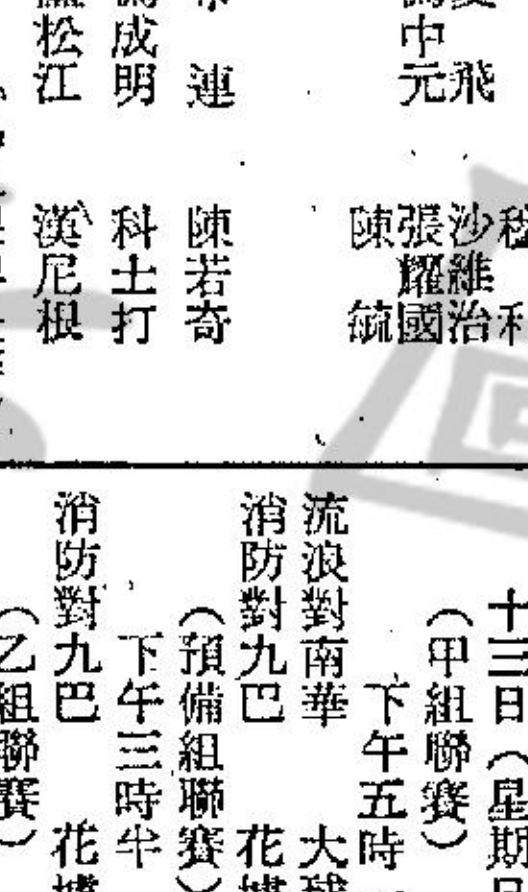 飛
中元
沙維治
張耀國
陳　毓
連
陳若奇
成明
科士打
松江
漢尼根
十三日（星期日
（甲組聯賽）
下午五時
流浪對南華　大球
消防對九巴　花墟
（預備組聯賽）
下午三時半
消防對九巴　花墟
（乙組聯賽）